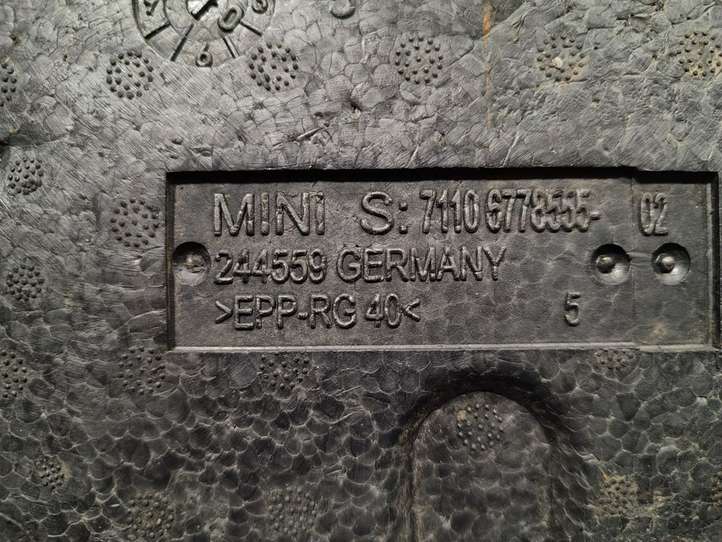 MINI S: 7110 6778555- 02
244559 GERMANY
>EPP-RG 40< 5